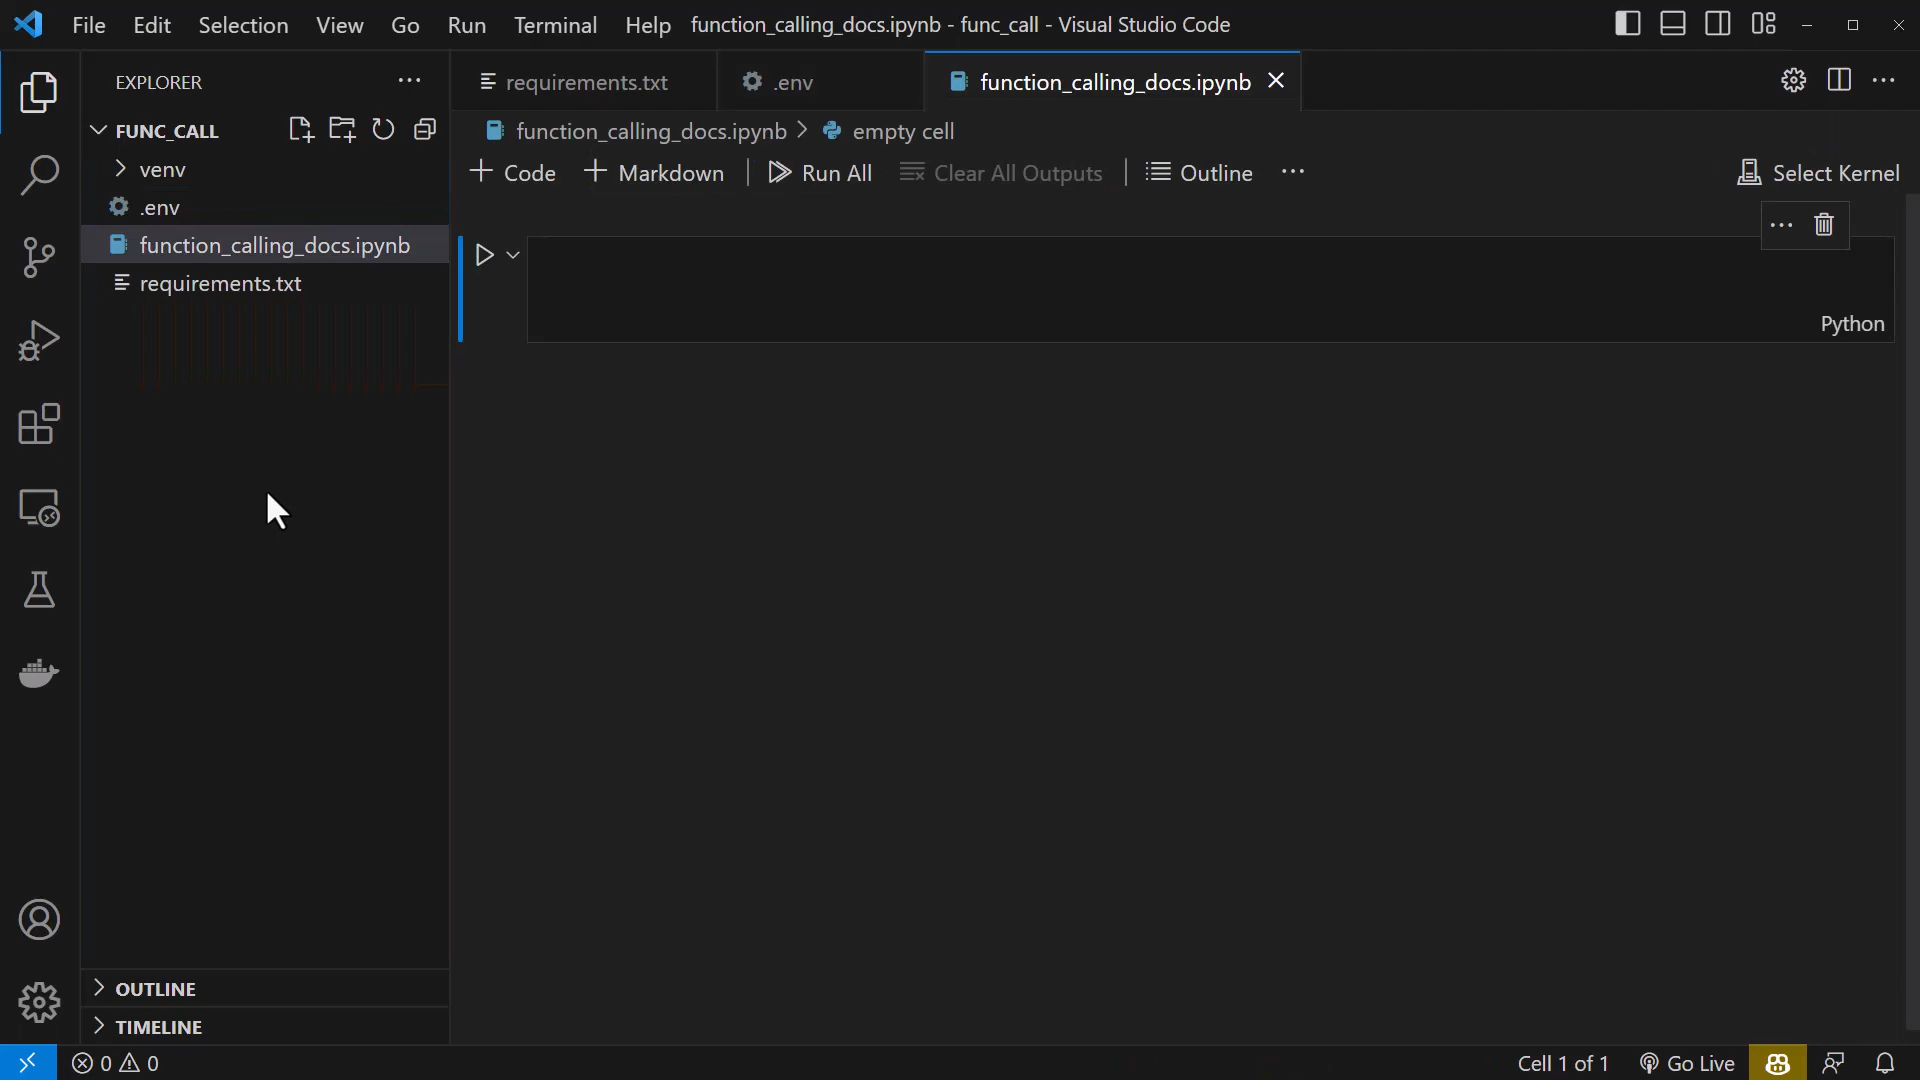 File Edit Selection View Go Run Terminal Help function_calling_docs.ipynb - func_call - Visual Studio Code
EXPLORER
requirements.txt
.env
function_calling_docs.ipynb
FUNC_CALL
function_calling_docs.ipynb > empty cell
venv
Code Markdown Run All Clear All Outputs Outline ... Select Kernel
.env
function_calling_docs.ipynb
requirements.txt
Python
OUTLINE
TIMELINE
0 0
Cell 1 of 1 Go Live